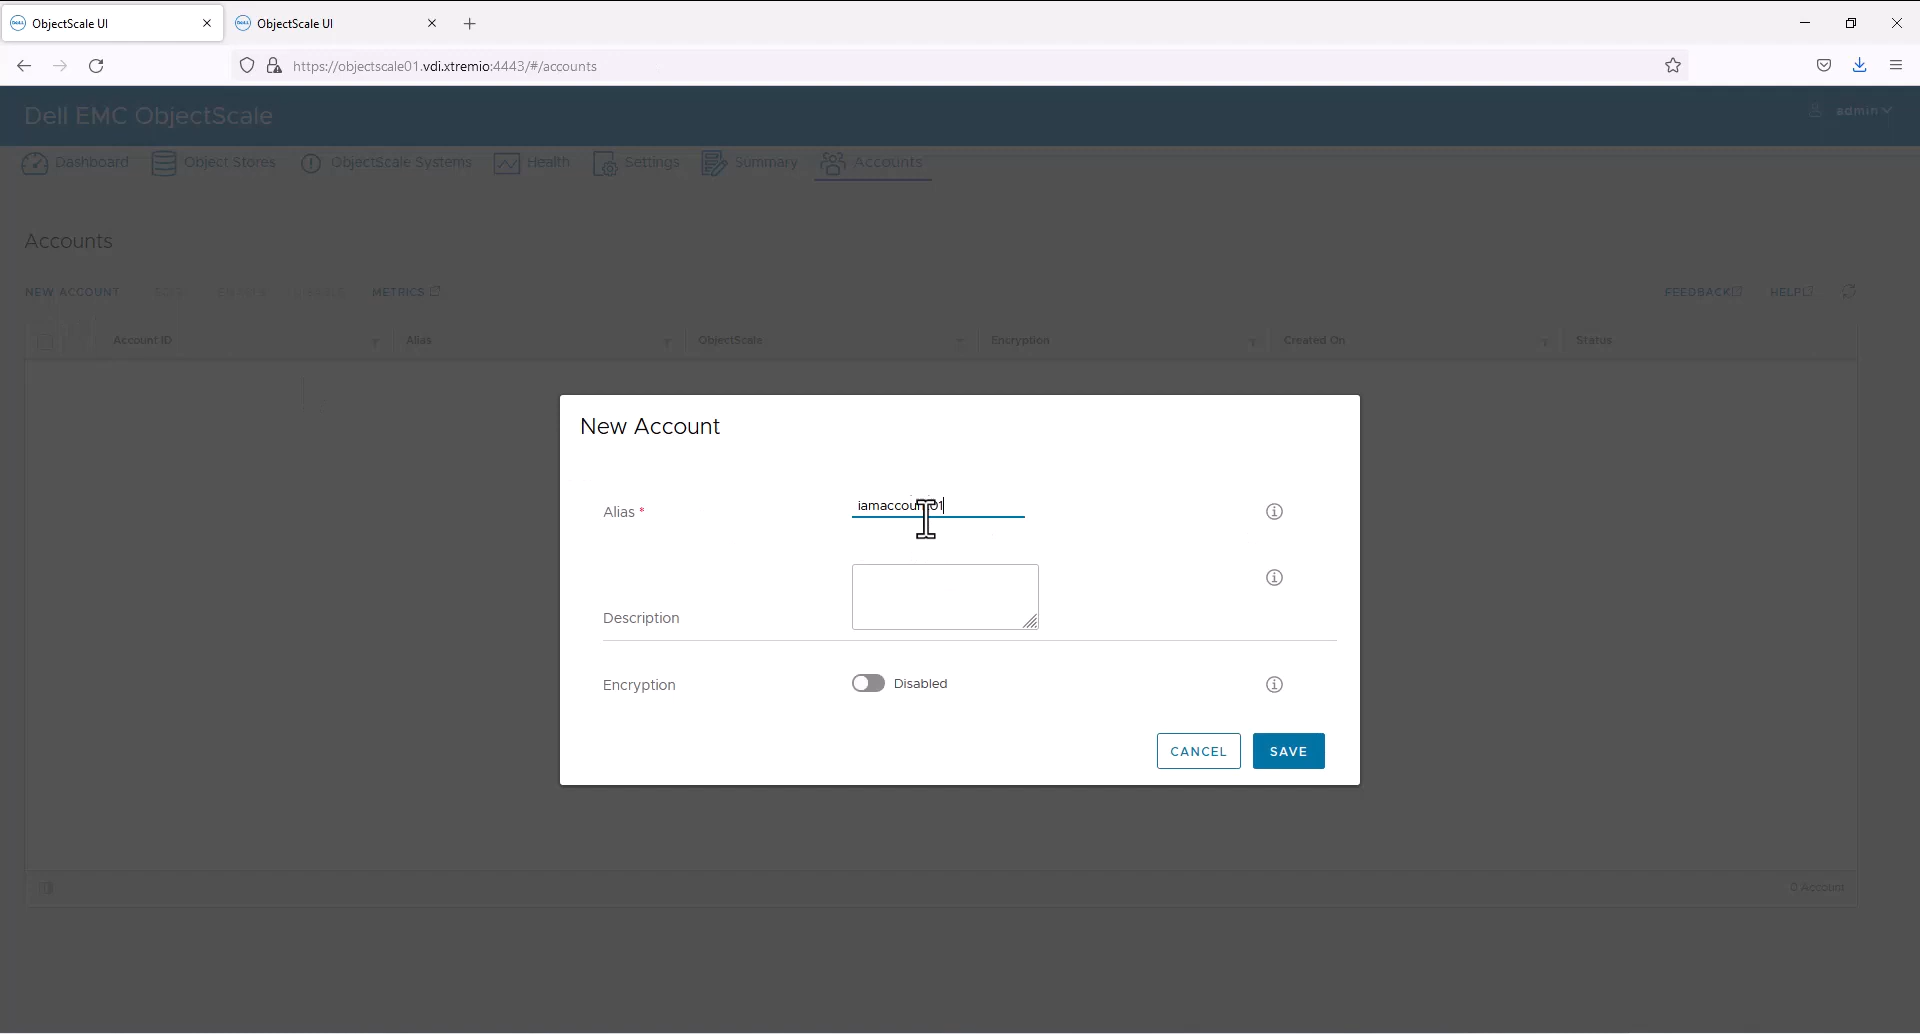 ObjectScale UI
ObjectScale UI
https://objectscale01.vdi.xtremio:4443/#/accounts
Dell EMC ObjectScale
admin
Dashboard
Object Stores
ObjectScale Systems
Health
Settings
Summary
Accounts
Accounts
NEW ACCOUNT
METRICS
FEEDBACK
HELP
Account ID
Alias
ObjectScale
Encryption
Created On
Status
New Account
Alias *
Description
Encryption
Disabled
CANCEL
SAVE
0 Account